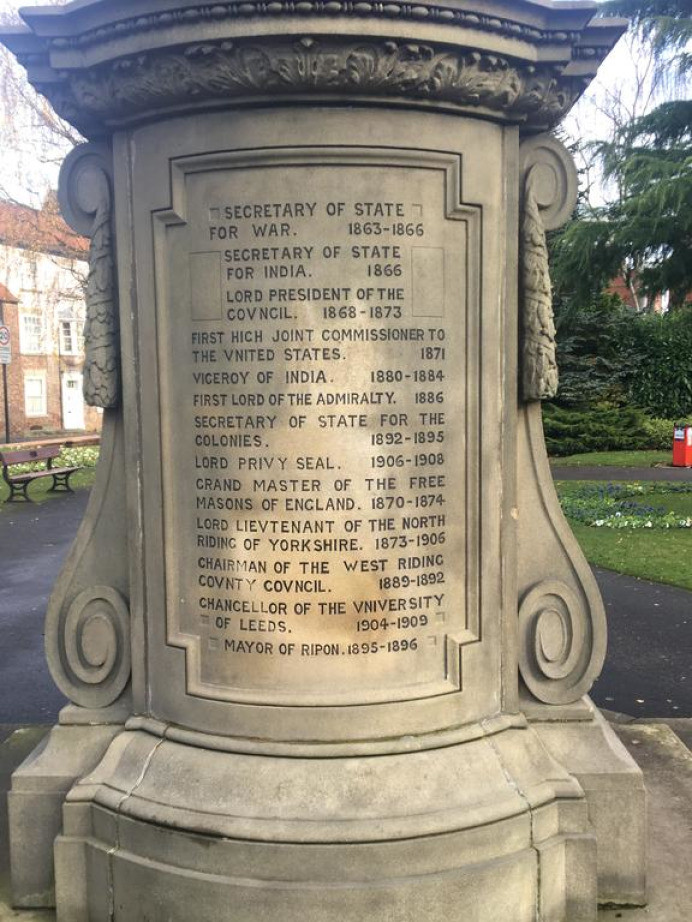 SECRETARY OF STATE
FOR WAR. 1863-1866
SECRETARY OF STATE
FOR INDIA. 1866
LORD PRESIDENT OF THE
COVNCIL. 1868-1873
FIRST HIGH JOINT COMMISSIONER TO
THE VNITED STATES. 1871
VICEROY OF INDIA. 1880-1884
FIRST LORD OF THE ADMIRALTY. 1886
SECRETARY OF STATE FOR THE
COLONIES. 1892-1895
LORD PRIVY SEAL. 1906-1908
GRAND MASTER OF THE FREE
MASONS OF ENGLAND. 1870-1874
LORD LIEVTENANT OF THE NORTH
RIDING OF YORKSHIRE. 1873-1906
CHAIRMAN OF THE WEST RIDING
COVNTY COVNCIL. 1889-1892
CHANCELLOR OF THE VNIVERSITY
OF LEEDS. 1904-1909
MAYOR OF RIPON. 1895-1896